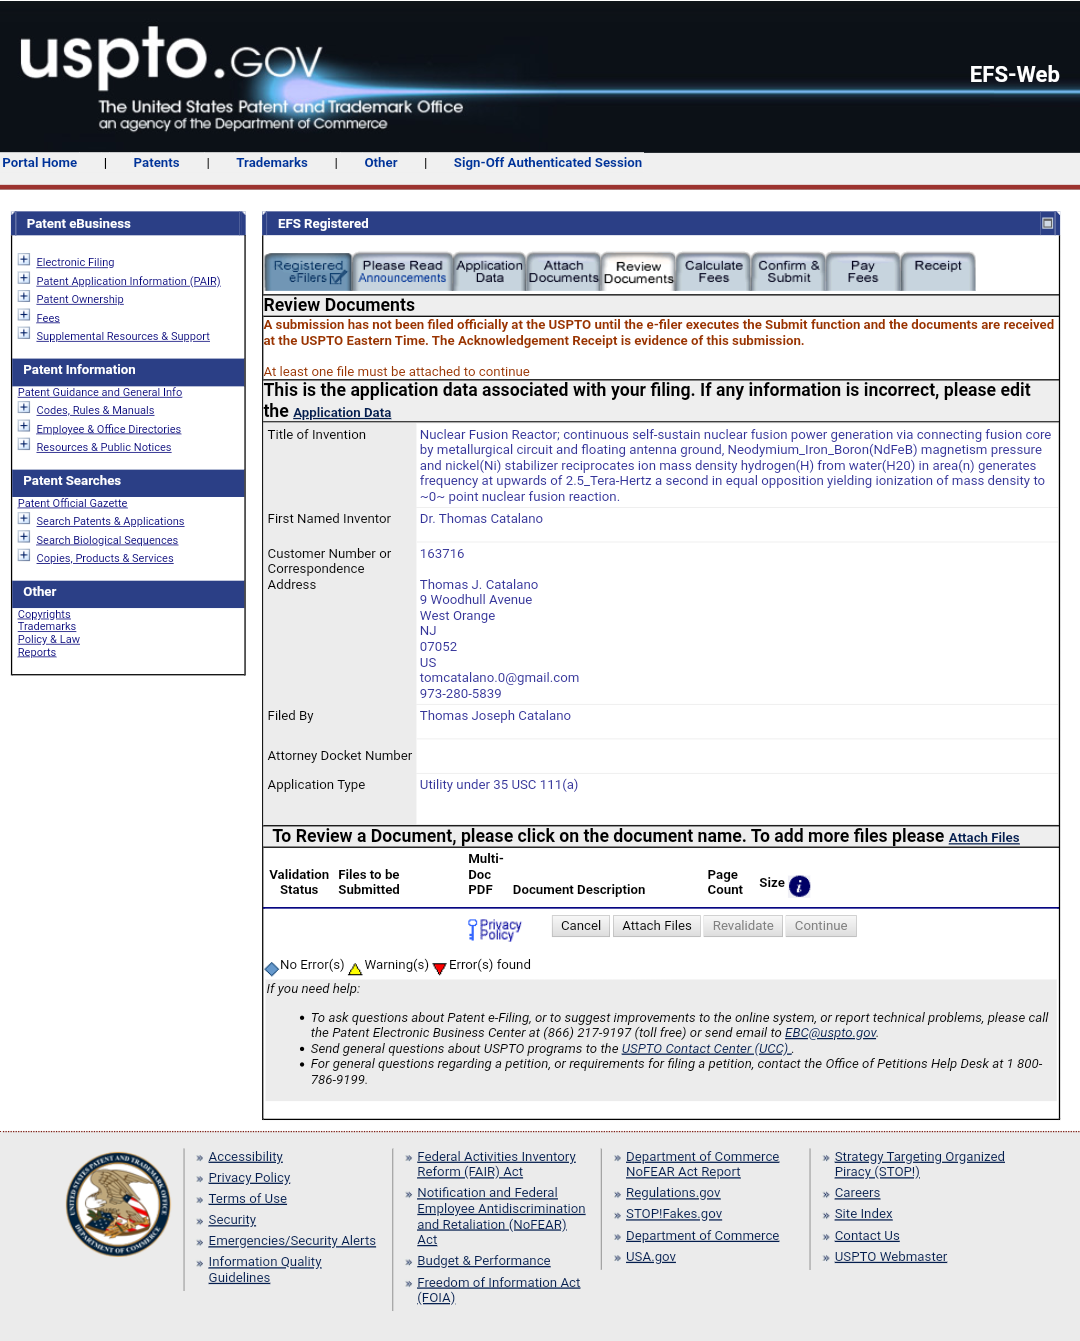 uspto.GOV
EFS-Web
The United States Patent and Trademark Office
an agency of the Department of Commerce
Portal Home | Patents | Trademarks | Other | Sign-Off Authenticated Session
Patent eBusiness
Electronic Filing
Patent Application Information (PAIR)
Patent Ownership
Fees
Supplemental Resources & Support
Patent Information
Patent Guidance and General Info
Codes, Rules & Manuals
Employee & Office Directories
Resources & Public Notices
Patent Searches
Patent Official Gazette
Search Patents & Applications
Search Biological Sequences
Copies, Products & Services
Other
Copyrights
Trademarks
Policy & Law
Reports
EFS Registered
Registered eFilers
Please Read Announcements
Application Data
Attach Documents
Review Documents
Calculate Fees
Confirm & Submit
Pay Fees
Receipt
Review Documents
A submission has not been filed officially at the USPTO until the e-filer executes the Submit function and the documents are received
at the USPTO Eastern Time. The Acknowledgement Receipt is evidence of this submission.
At least one file must be attached to continue
This is the application data associated with your filing. If any information is incorrect, please edit
the Application Data
Title of Invention
Nuclear Fusion Reactor; continuous self-sustain nuclear fusion power generation via connecting fusion core
by metallurgical circuit and floating antenna ground, Neodymium_Iron_Boron(NdFeB) magnetism pressure
and nickel(Ni) stabilizer reciprocates ion mass density hydrogen(H) from water(H20) in area(n) generates
frequency at upwards of 2.5_Tera-Hertz a second in equal opposition yielding ionization of mass density to
~0~ point nuclear fusion reaction.
First Named Inventor
Dr. Thomas Catalano
Customer Number or
Correspondence
Address
163716
Thomas J. Catalano
9 Woodhull Avenue
West Orange
NJ
07052
US
tomcatalano.0@gmail.com
973-280-5839
Filed By
Thomas Joseph Catalano
Attorney Docket Number
Application Type
Utility under 35 USC 111(a)
To Review a Document, please click on the document name. To add more files please Attach Files
Validation
Status
Files to be
Submitted
Multi-
Doc
PDF
Document Description
Page
Count
Size i
Privacy
Policy
Cancel
Attach Files
Revalidate
Continue
No Error(s) Warning(s) Error(s) found
If you need help:
• To ask questions about Patent e-Filing, or to suggest improvements to the online system, or report technical problems, please call
the Patent Electronic Business Center at (866) 217-9197 (toll free) or send email to EBC@uspto.gov.
• Send general questions about USPTO programs to the USPTO Contact Center (UCC) .
• For general questions regarding a petition, or requirements for filing a petition, contact the Office of Petitions Help Desk at 1 800-
786-9199.
UNITED STATES PATENT AND TRADEMARK OFFICE
DEPARTMENT OF COMMERCE
» Accessibility
» Privacy Policy
» Terms of Use
» Security
» Emergencies/Security Alerts
» Information Quality
Guidelines
» Federal Activities Inventory
Reform (FAIR) Act
» Notification and Federal
Employee Antidiscrimination
and Retaliation (NoFEAR)
Act
» Budget & Performance
» Freedom of Information Act
(FOIA)
» Department of Commerce
NoFEAR Act Report
» Regulations.gov
» STOP!Fakes.gov
» Department of Commerce
» USA.gov
» Strategy Targeting Organized
Piracy (STOP!)
» Careers
» Site Index
» Contact Us
» USPTO Webmaster